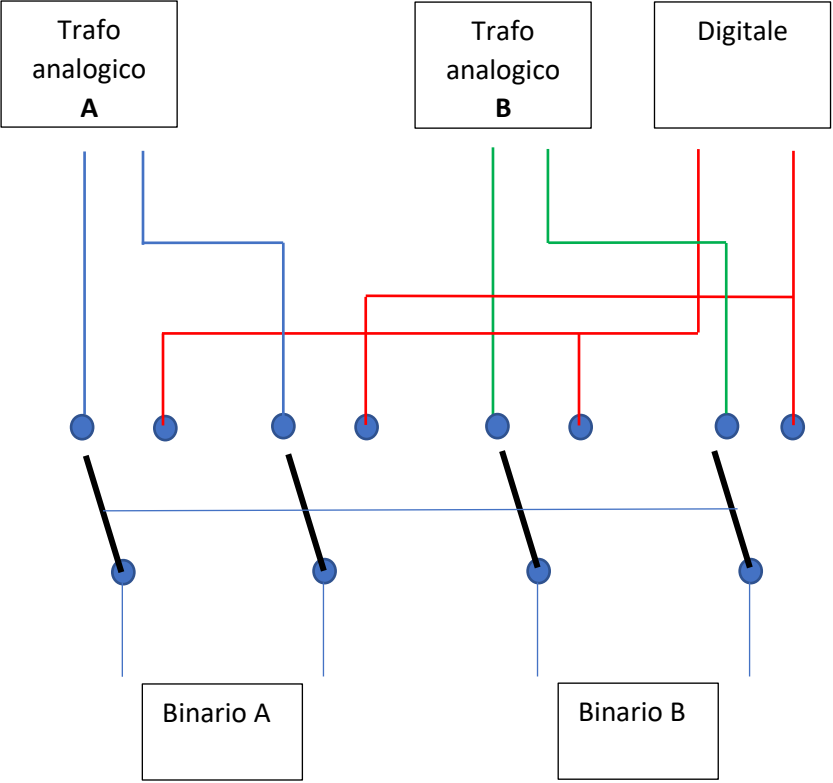 Trafo
analogico
A
Trafo
analogico
B
Digitale
Binario A
Binario B